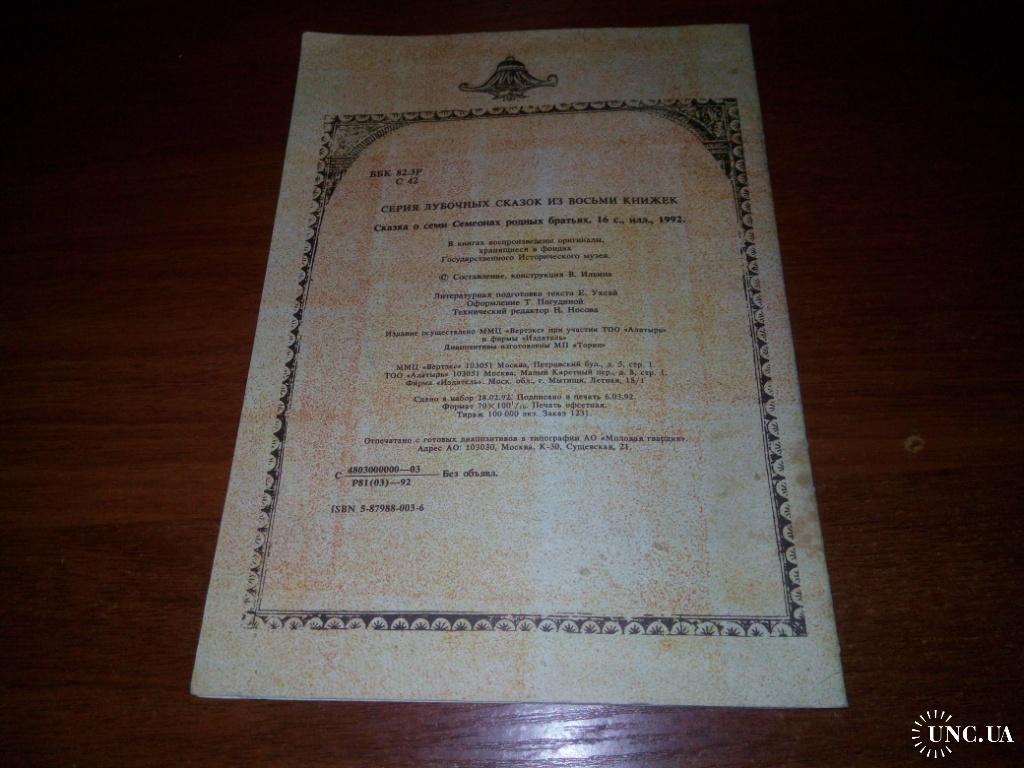 ББК 82.3Р
С 42
СЕРИЯ ЛУБОЧНЫХ СКАЗОК ИЗ ВОСЬМИ КНИЖЕК
Сказка о семи Семеонах родных братьях. 16 с., илл., 1992.
В книгах воспроизведены оригиналы,
хранящиеся в фондах
Государственного Исторического музея.
© Составление, конструкция В. Ильина
Литературная подготовка текста Е. Уксай
Оформление Т. Погудиной
Технический редактор Н. Носова
Издание осуществлено ММЦ «Вертэкс» при участии ТОО «Алатырь»
и фирмы «Издатель»
Диапозитивы изготовлены МП «Торин»
ММЦ «Вертэкс» 103051 Москва, Петровский бул., д. 5, стр. 1.
ТОО «Алатырь» 103051 Москва, Малый Каретный пер., д. 8, стр. 1.
Фирма «Издатель». Моск. обл., г. Мытищи, Летная, 18/1
Сдано в набор 28.02.92. Подписано в печать 6.03.92.
Формат 70×100 1/16. Печать офсетная.
Тираж 100 000 экз. Заказ 1231.
Отпечатано с готовых диапозитивов в типографии АО «Молодая гвардия».
Адрес АО: 103030, Москва, К-30, Сущевская, 21.
С 4803000000—03 Без объявл.
Р81(03)—92
ISBN 5-87988-003-6
UNC.UA